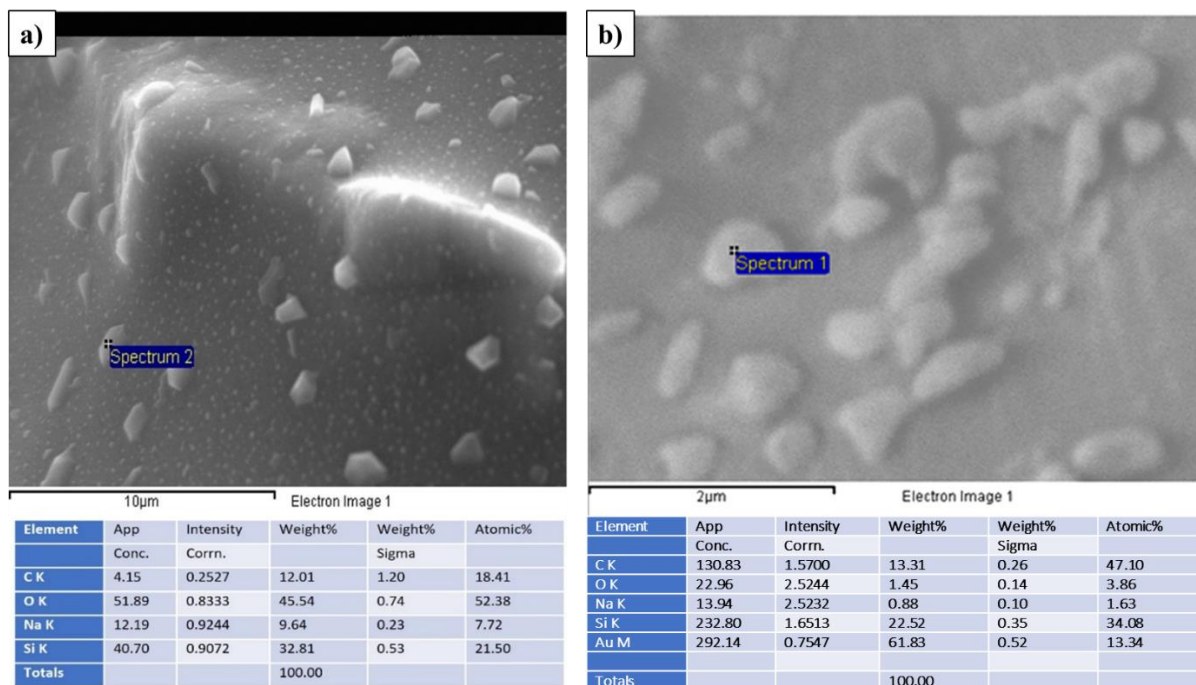 a)
Spectrum 2
10μm Electron Image 1
Element App Intensity Weight% Weight% Atomic%
Conc. Corrn. Sigma
C K 4.15 0.2527 12.01 1.20 18.41
O K 51.89 0.8333 45.54 0.74 52.38
Na K 12.19 0.9244 9.64 0.23 7.72
Si K 40.70 0.9072 32.81 0.53 21.50
Totals 100.00
b)
Spectrum 1
2μm Electron Image 1
Element App Intensity Weight% Weight% Atomic%
Conc. Corrn. Sigma
C K 130.83 1.5700 13.31 0.26 47.10
O K 22.96 2.5244 1.45 0.14 3.86
Na K 13.94 2.5232 0.88 0.10 1.63
Si K 232.80 1.6513 22.52 0.35 34.08
Au M 292.14 0.7547 61.83 0.52 13.34
Totals 100.00